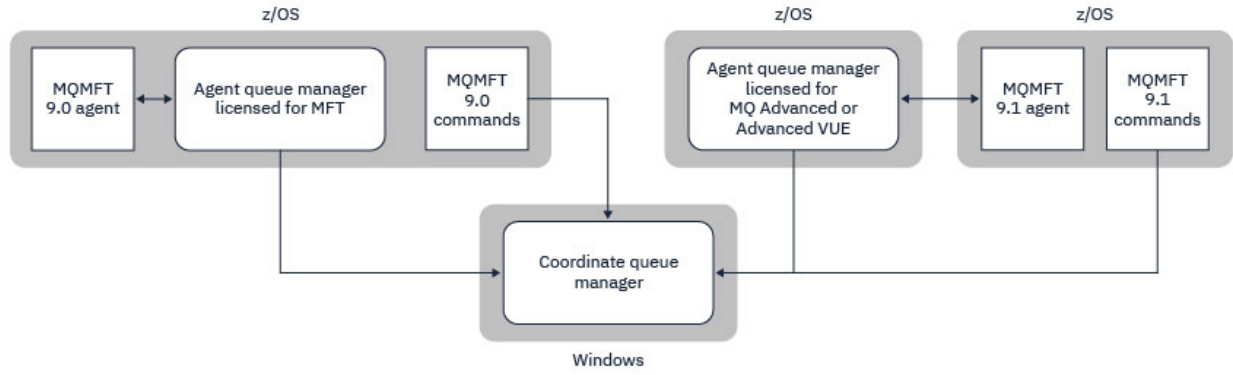 z/OS
z/OS
z/OS
MQMFT
9.0 agent
Agent queue manager
licensed for MFT
MQMFT
9.0
commands
Agent queue manager
licensed for
MQ Advanced or
Advanced VUE
MQMFT
9.1 agent
MQMFT
9.1
commands
Coordinate queue
manager
Windows